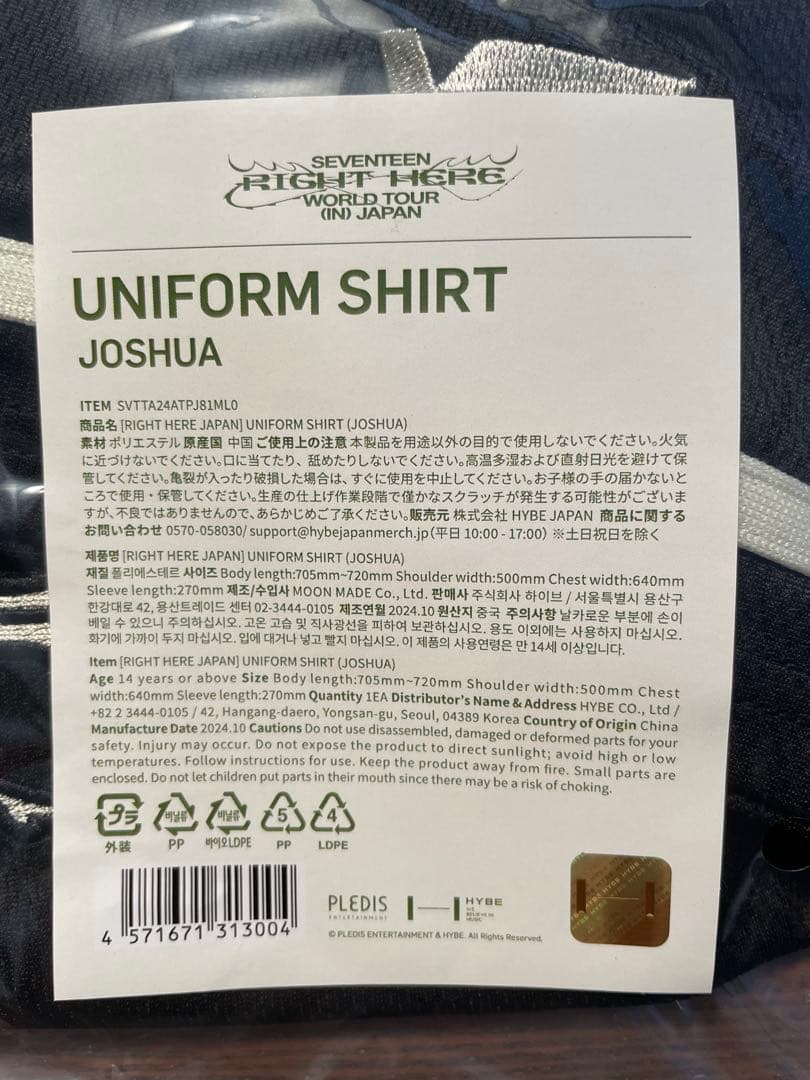 SEVENTEEN
RIGHT HERE
WORLD TOUR
(IN) JAPAN
UNIFORM SHIRT
JOSHUA
ITEM SVTTA24ATPJ81ML0
商品名 [RIGHT HERE JAPAN] UNIFORM SHIRT (JOSHUA)
素材 ポリエステル 原産国 中国 ご使用上の注意 本製品を用途以外の目的で使用しないでください。火気
に近づけないでください。口に当てたり、舐めたりしないでください。高温多湿および直射日光を避けて保
管してください。亀裂が入ったり破損した場合は、すぐに使用を中止してください。お子様の手の届かないと
ころで使用・保管してください。生産の仕上げ作業段階で僅かなスクラッチが発生する可能性がございま
すが、不良ではありませんので、あらかじめご了承ください。販売元 株式会社 HYBE JAPAN 商品に関する
お問い合わせ 0570-058030/ support@hybejapanmerch.jp(平日 10:00 - 17:00) ※土日祝日を除く
제품명 [RIGHT HERE JAPAN] UNIFORM SHIRT (JOSHUA)
재질 폴리에스테르 사이즈 Body length:705mm~720mm Shoulder width:500mm Chest width:640mm
Sleeve length:270mm 제조/수입사 MOON MADE Co., Ltd. 판매사 주식회사 하이브 / 서울특별시 용산구
한강대로 42, 용산트레이드 센터 02-3444-0105 제조연월 2024.10 원산지 중국 주의사항 날카로운 부분에 손이
베일 수 있으니 주의하십시오. 고온 고습 및 직사광선을 피하여 보관하십시오. 용도 이외에는 사용하지 마십시오.
화기에 가까이 두지 마십시오. 입에 대거나 넣고 빨지 마십시오. 이 제품의 사용연령은 만 14세 이상입니다.
Item [RIGHT HERE JAPAN] UNIFORM SHIRT (JOSHUA)
Age 14 years or above Size Body length:705mm~720mm Shoulder width:500mm Chest
width:640mm Sleeve length:270mm Quantity 1EA Distributor's Name & Address HYBE CO., Ltd /
+82 2 3444-0105 / 42, Hangang-daero, Yongsan-gu, Seoul, 04389 Korea Country of Origin China
Manufacture Date 2024.10 Cautions Do not use disassembled, damaged or deformed parts for your
safety. Injury may occur. Do not expose the product to direct sunlight; avoid high or low
temperatures. Follow instructions for use. Keep the product away from fire. Small parts are
enclosed. Do not let children put parts in their mouth since there may be a risk of choking.
プラ 비닐류 비닐류 5 4
外装 PP 바이오LDPE PP LDPE
4 571671 313004
PLEDIS
ENTERTAINMENT
HYBE
WE
BELIEVE IN
MUSIC
© PLEDIS ENTERTAINMENT & HYBE. All Rights Reserved.